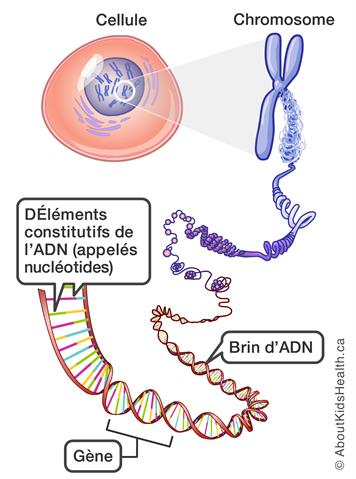 Cellule
Chromosome
DÉléments
constitutifs de
l'ADN (appelés
nucléotides)
Brin d'ADN
Gène
© AboutKidsHealth.ca